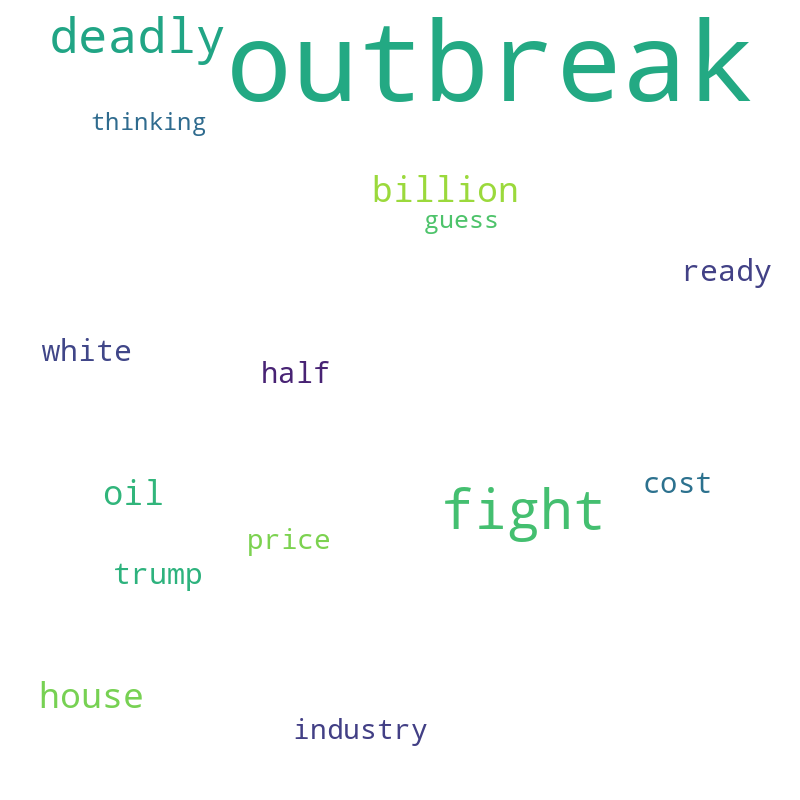 deadly
outbreak
thinking
billion
guess
ready
white
half
oil
fight
cost
price
trump
house
industry